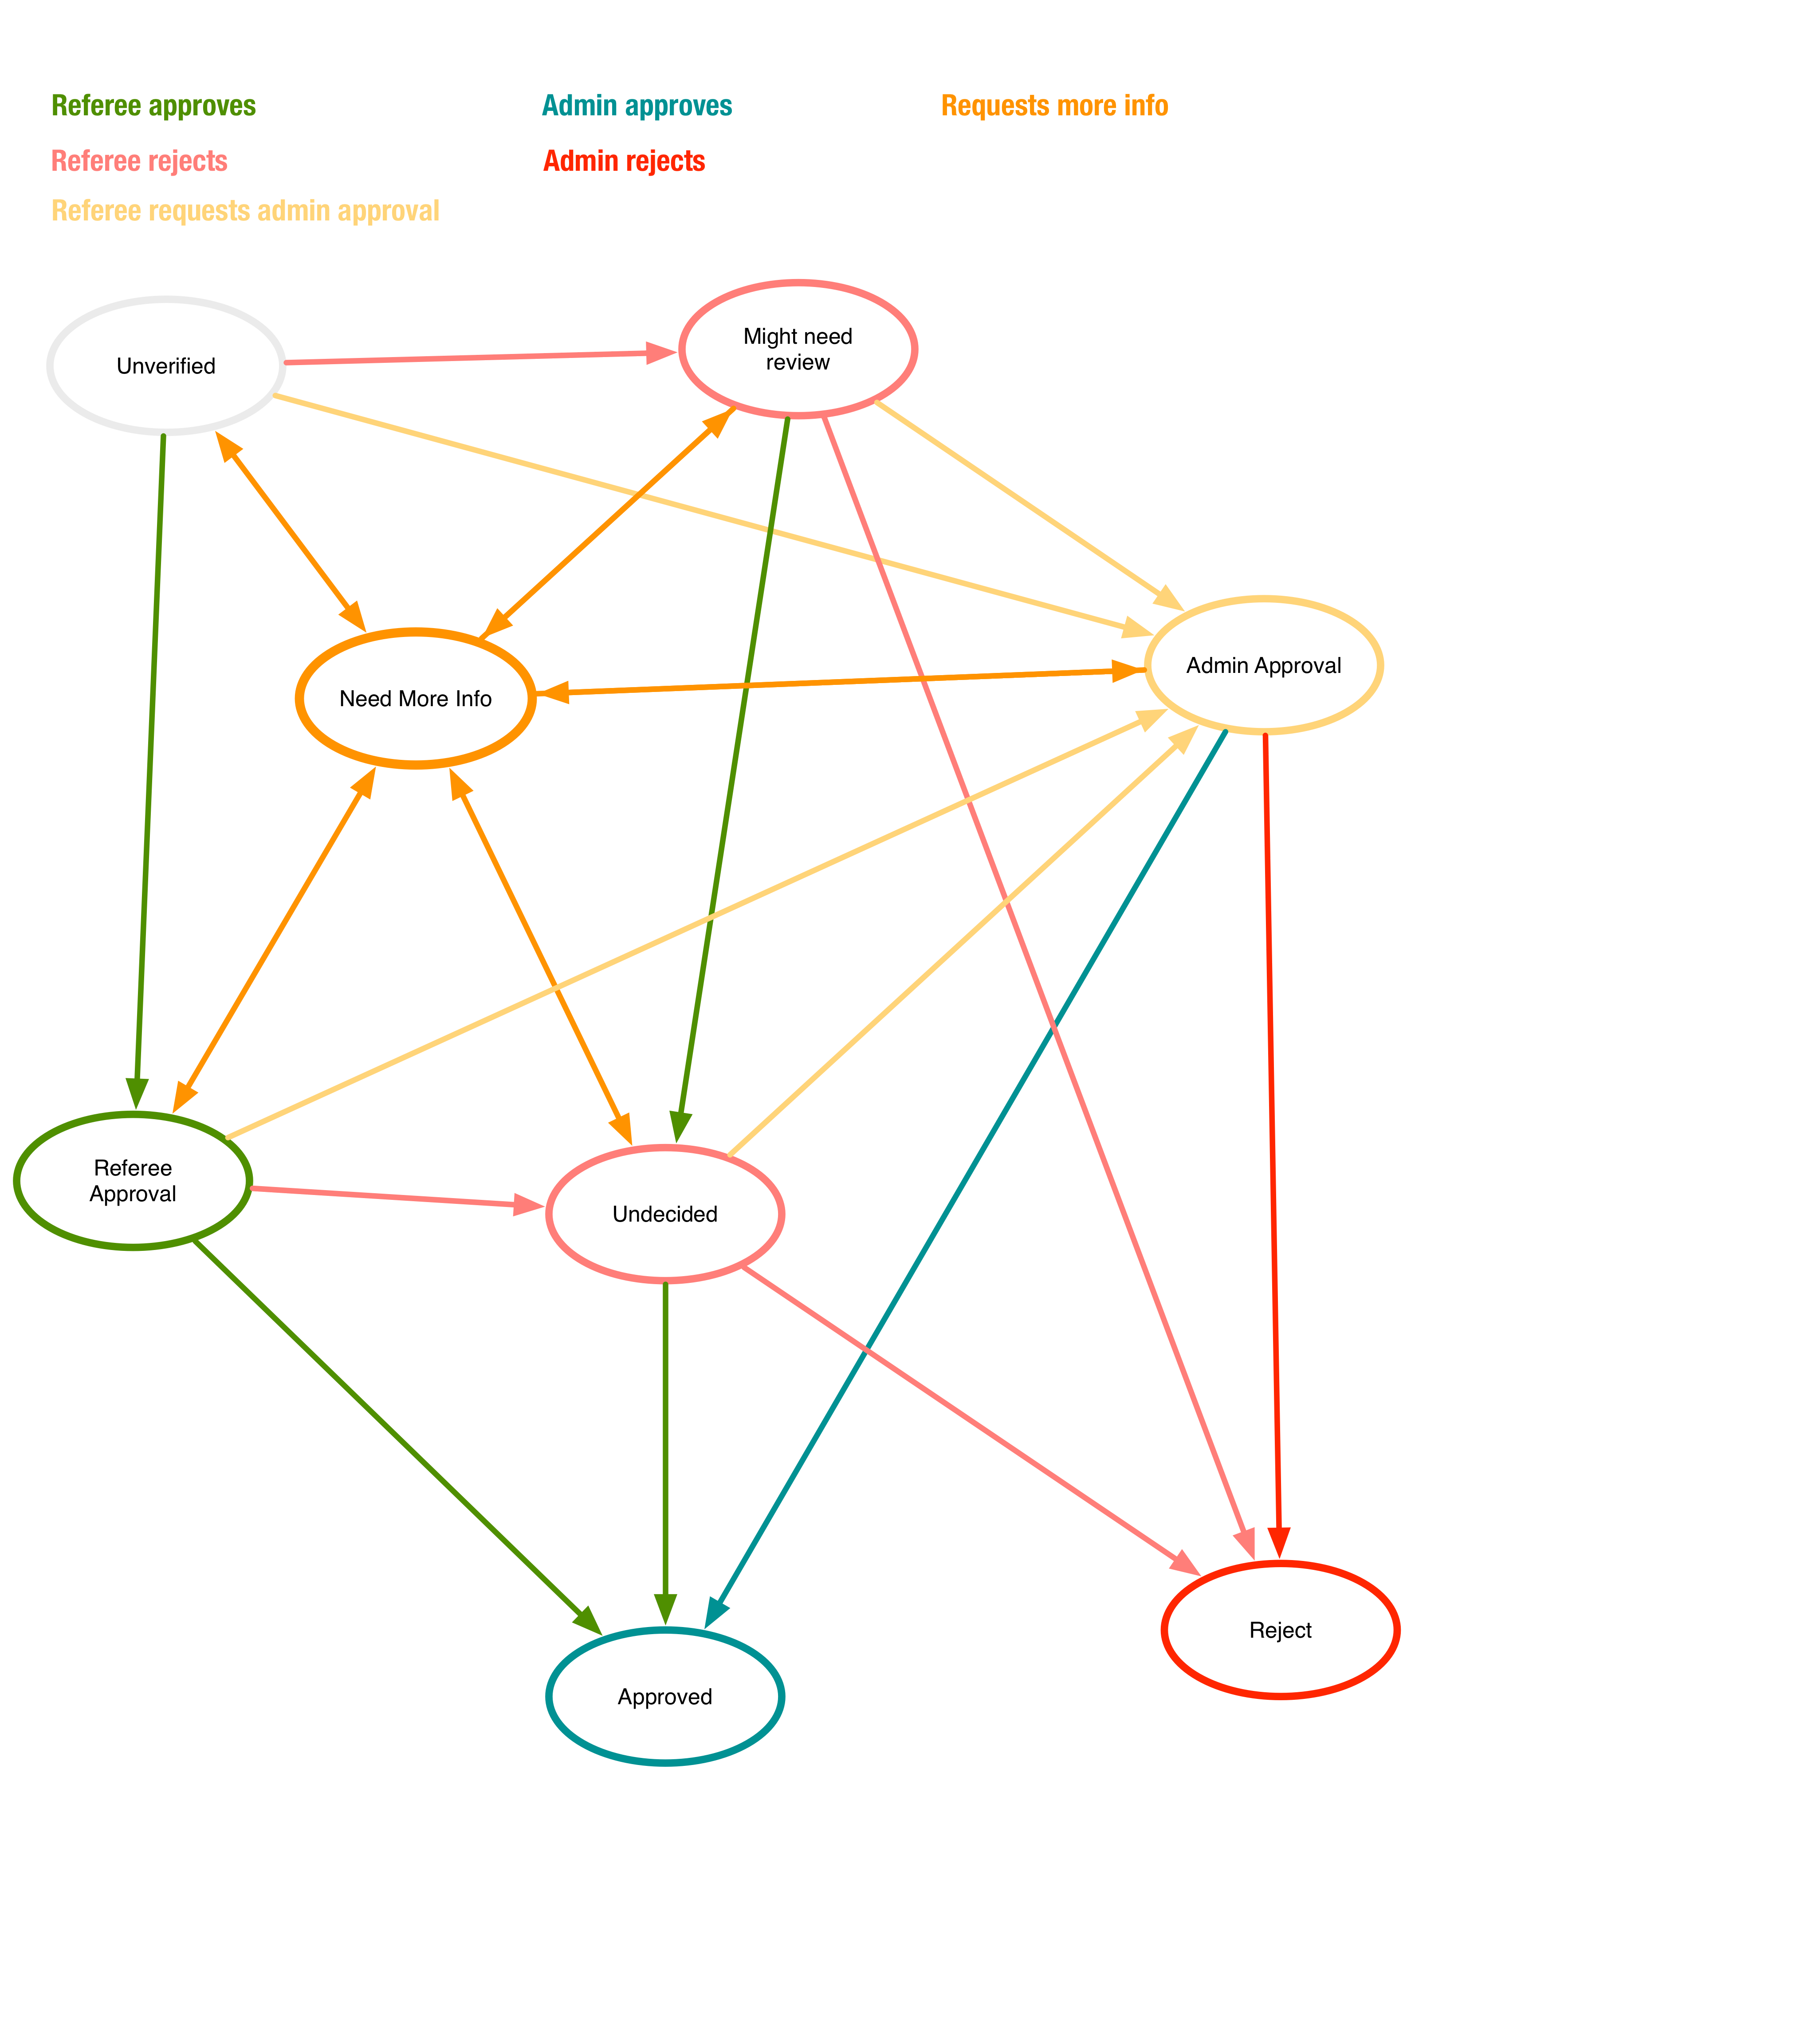 Referee approves
Admin approves
Requests more info
Referee rejects
Admin rejects
Referee requests admin approval
Unverified
Might need
review
Need More Info
Admin Approval
Referee
Approval
Undecided
Approved
Reject